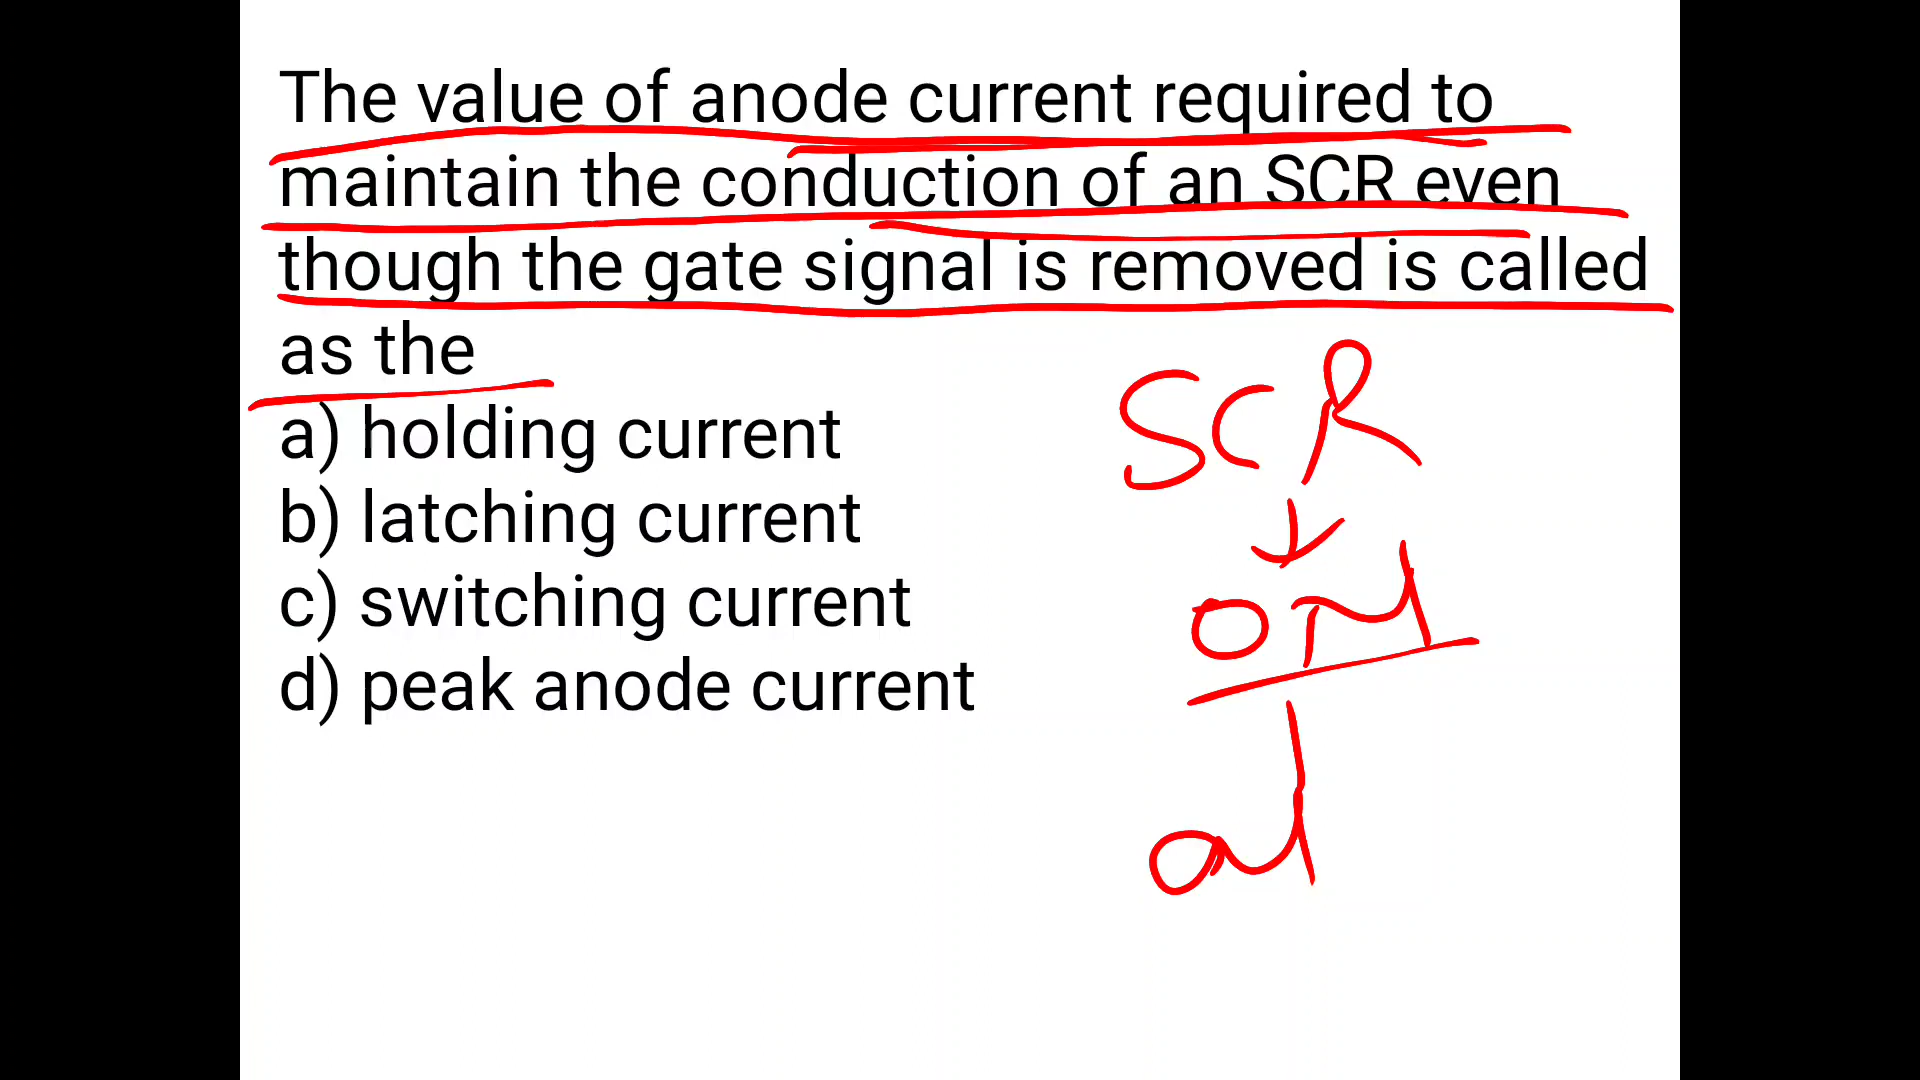 The value of anode current required to
maintain the conduction of an SCR even
though the gate signal is removed is called
as the
a) holding current
b) latching current
c) switching current
d) peak anode current
SCR
ON